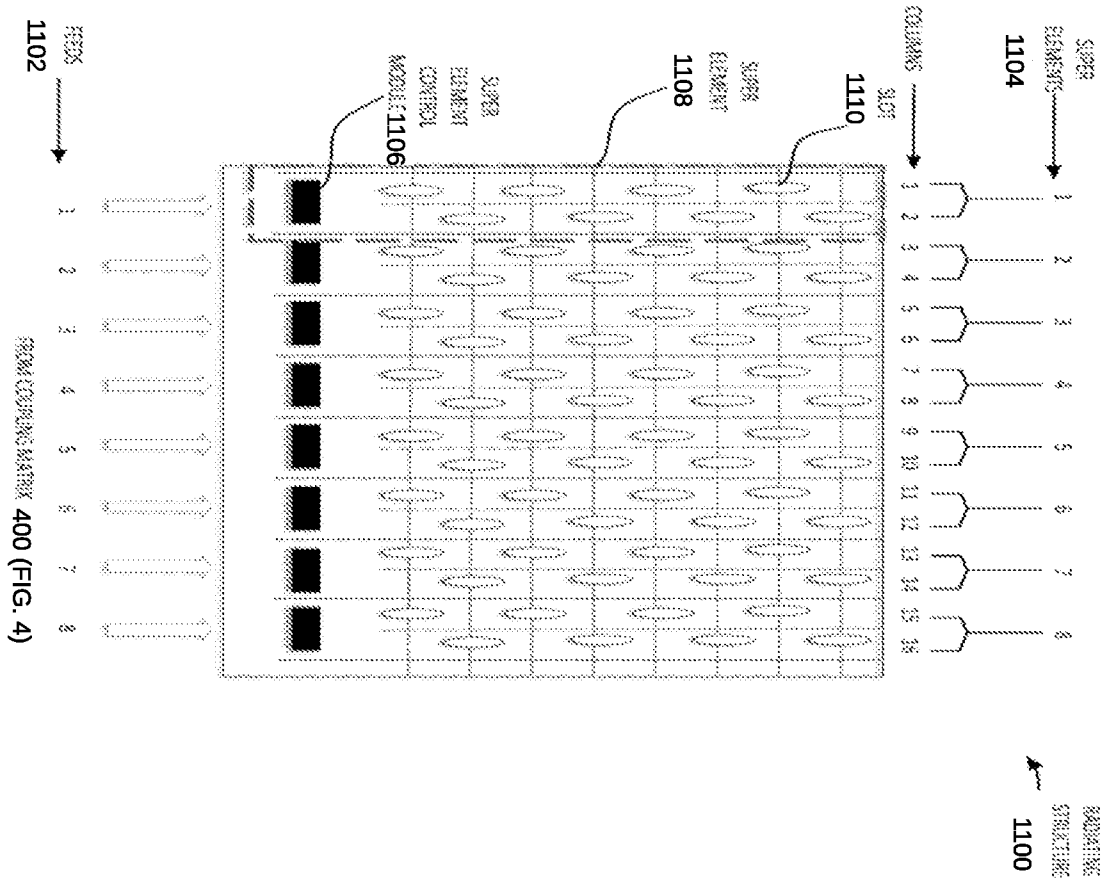 RADIATING
STRUCTURE
1100
SUPER
ELEMENTS
1104
1 2 3 4 5 6 7 8
COLUMNS
1 2 3 4 5 6 7 8 9 10 11 12 13 14 15 16
SLOT
1110
SUPER
ELEMENT
1108
SUPER
ELEMENT
CONTROL
MODULE 1106
FEEDS
1102
1 2 3 4 5 6 7 8
FROM COUPLING MATRIX 400 (FIG. 4)